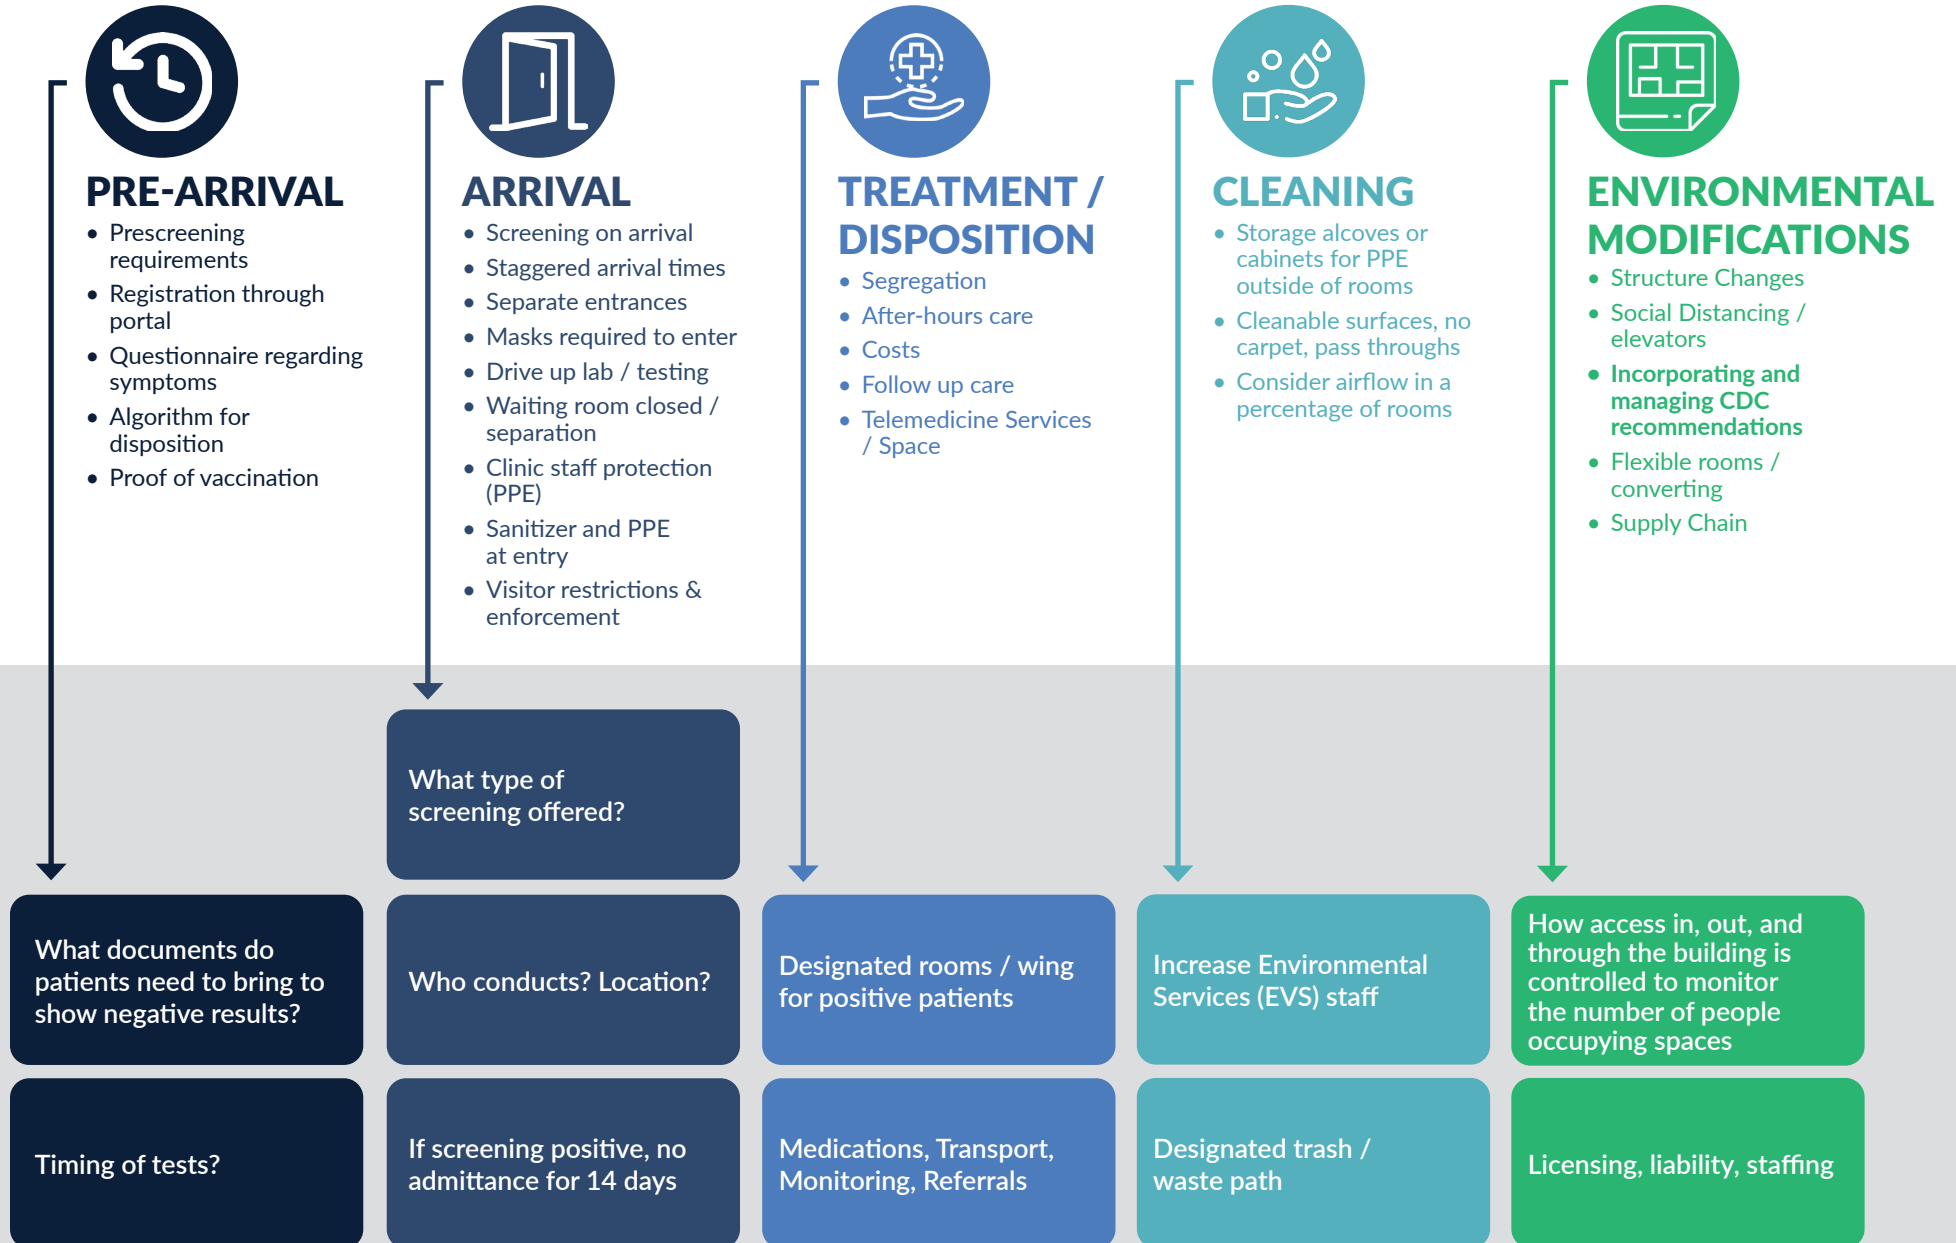 PRE-ARRIVAL
• Prescreening
requirements
• Registration through
portal
• Questionnaire regarding
symptoms
• Algorithm for
disposition
• Proof of vaccination
ARRIVAL
• Screening on arrival
• Staggered arrival times
• Separate entrances
• Masks required to enter
• Drive up lab / testing
• Waiting room closed /
separation
• Clinic staff protection
(PPE)
• Sanitizer and PPE
at entry
• Visitor restrictions &
enforcement
TREATMENT /
DISPOSITION
• Segregation
• After-hours care
• Costs
• Follow up care
• Telemedicine Services
/ Space
CLEANING
• Storage alcoves or
cabinets for PPE
outside of rooms
• Cleanable surfaces, no
carpet, pass throughs
• Consider airflow in a
percentage of rooms
ENVIRONMENTAL
MODIFICATIONS
• Structure Changes
• Social Distancing /
elevators
• Incorporating and
managing CDC
recommendations
• Flexible rooms /
converting
• Supply Chain
What documents do
patients need to bring to
show negative results?
Timing of tests?
What type of
screening offered?
Who conducts? Location?
If screening positive, no
admittance for 14 days
Designated rooms / wing
for positive patients
Medications, Transport,
Monitoring, Referrals
Increase Environmental
Services (EVS) staff
Designated trash /
waste path
How access in, out, and
through the building is
controlled to monitor
the number of people
occupying spaces
Licensing, liability, staffing